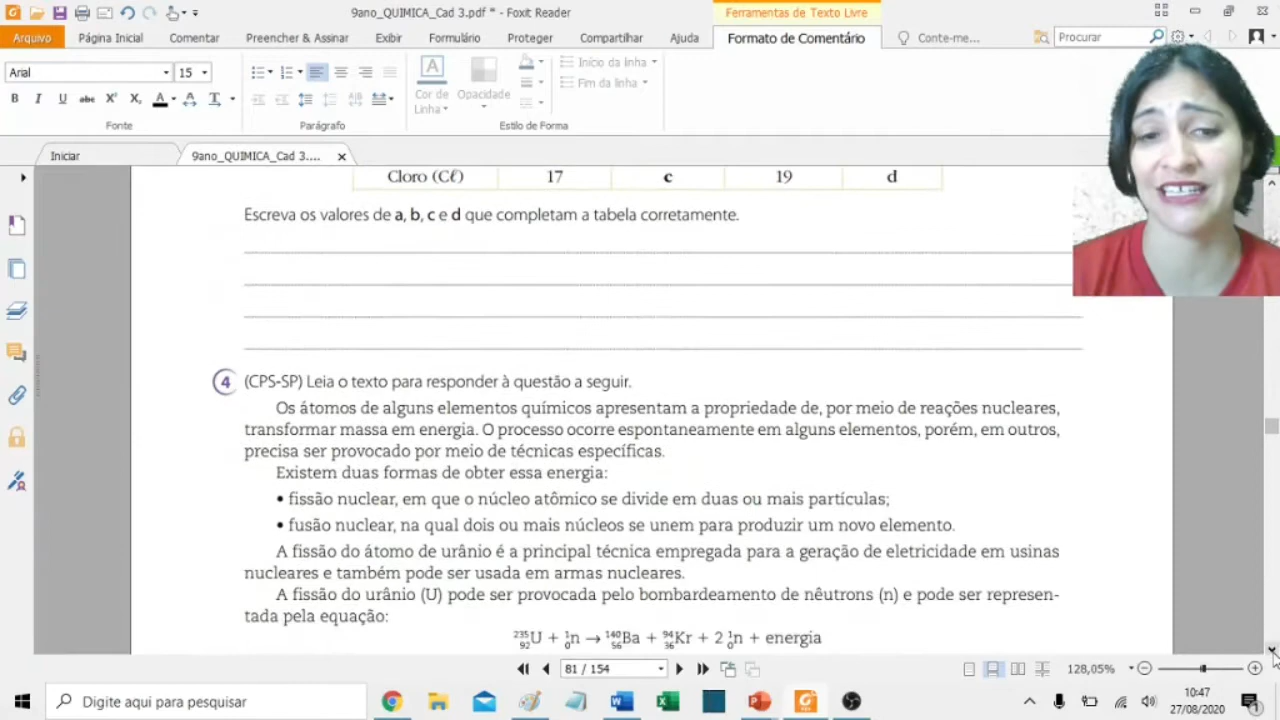 9ano_QUIMICA_Cad 3.pdf * - Foxit Reader
Ferramentas de Texto Livre
Arquivo Página Inicial Comentar Preencher & Assinar Exibir Formulário Proteger Compartilhar Ajuda Formato de Comentário Conte-me... Procurar
Arial 15
Cor de Linha Opacidade
Início da linha
Fim da linha
Fonte Parágrafo Estilo de Forma
Iniciar 9ano_QUIMICA_Cad 3....
Cloro (Cℓ) 17 c 19 d
Escreva os valores de a, b, c e d que completam a tabela corretamente.
4 (CPS-SP) Leia o texto para responder à questão a seguir.
Os átomos de alguns elementos químicos apresentam a propriedade de, por meio de reações nucleares,
transformar massa em energia. O processo ocorre espontaneamente em alguns elementos, porém, em outros,
precisa ser provocado por meio de técnicas específicas.
Existem duas formas de obter essa energia:
• fissão nuclear, em que o núcleo atômico se divide em duas ou mais partículas;
• fusão nuclear, na qual dois ou mais núcleos se unem para produzir um novo elemento.
A fissão do átomo de urânio é a principal técnica empregada para a geração de eletricidade em usinas
nucleares e também pode ser usada em armas nucleares.
A fissão do urânio (U) pode ser provocada pelo bombardeamento de nêutrons (n) e pode ser represen-
tada pela equação:
²³⁵₉₂U + ¹₀n → ¹⁴⁰₅₆Ba + ⁹⁴₃₆Kr + 2 ¹₀n + energia
81 / 154 128,05%
Digite aqui para pesquisar
10:47
27/08/2020